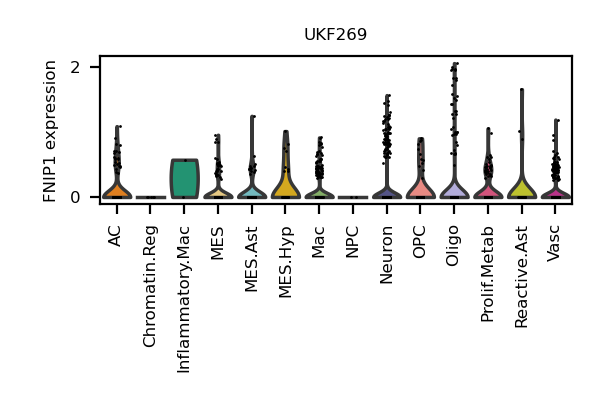 UKF269
FNIP1 expression
2
0
AC
Chromatin.Reg
Inflammatory.Mac
MES
MES.Ast
MES.Hyp
Mac
NPC
Neuron
OPC
Oligo
Prolif.Metab
Reactive.Ast
Vasc